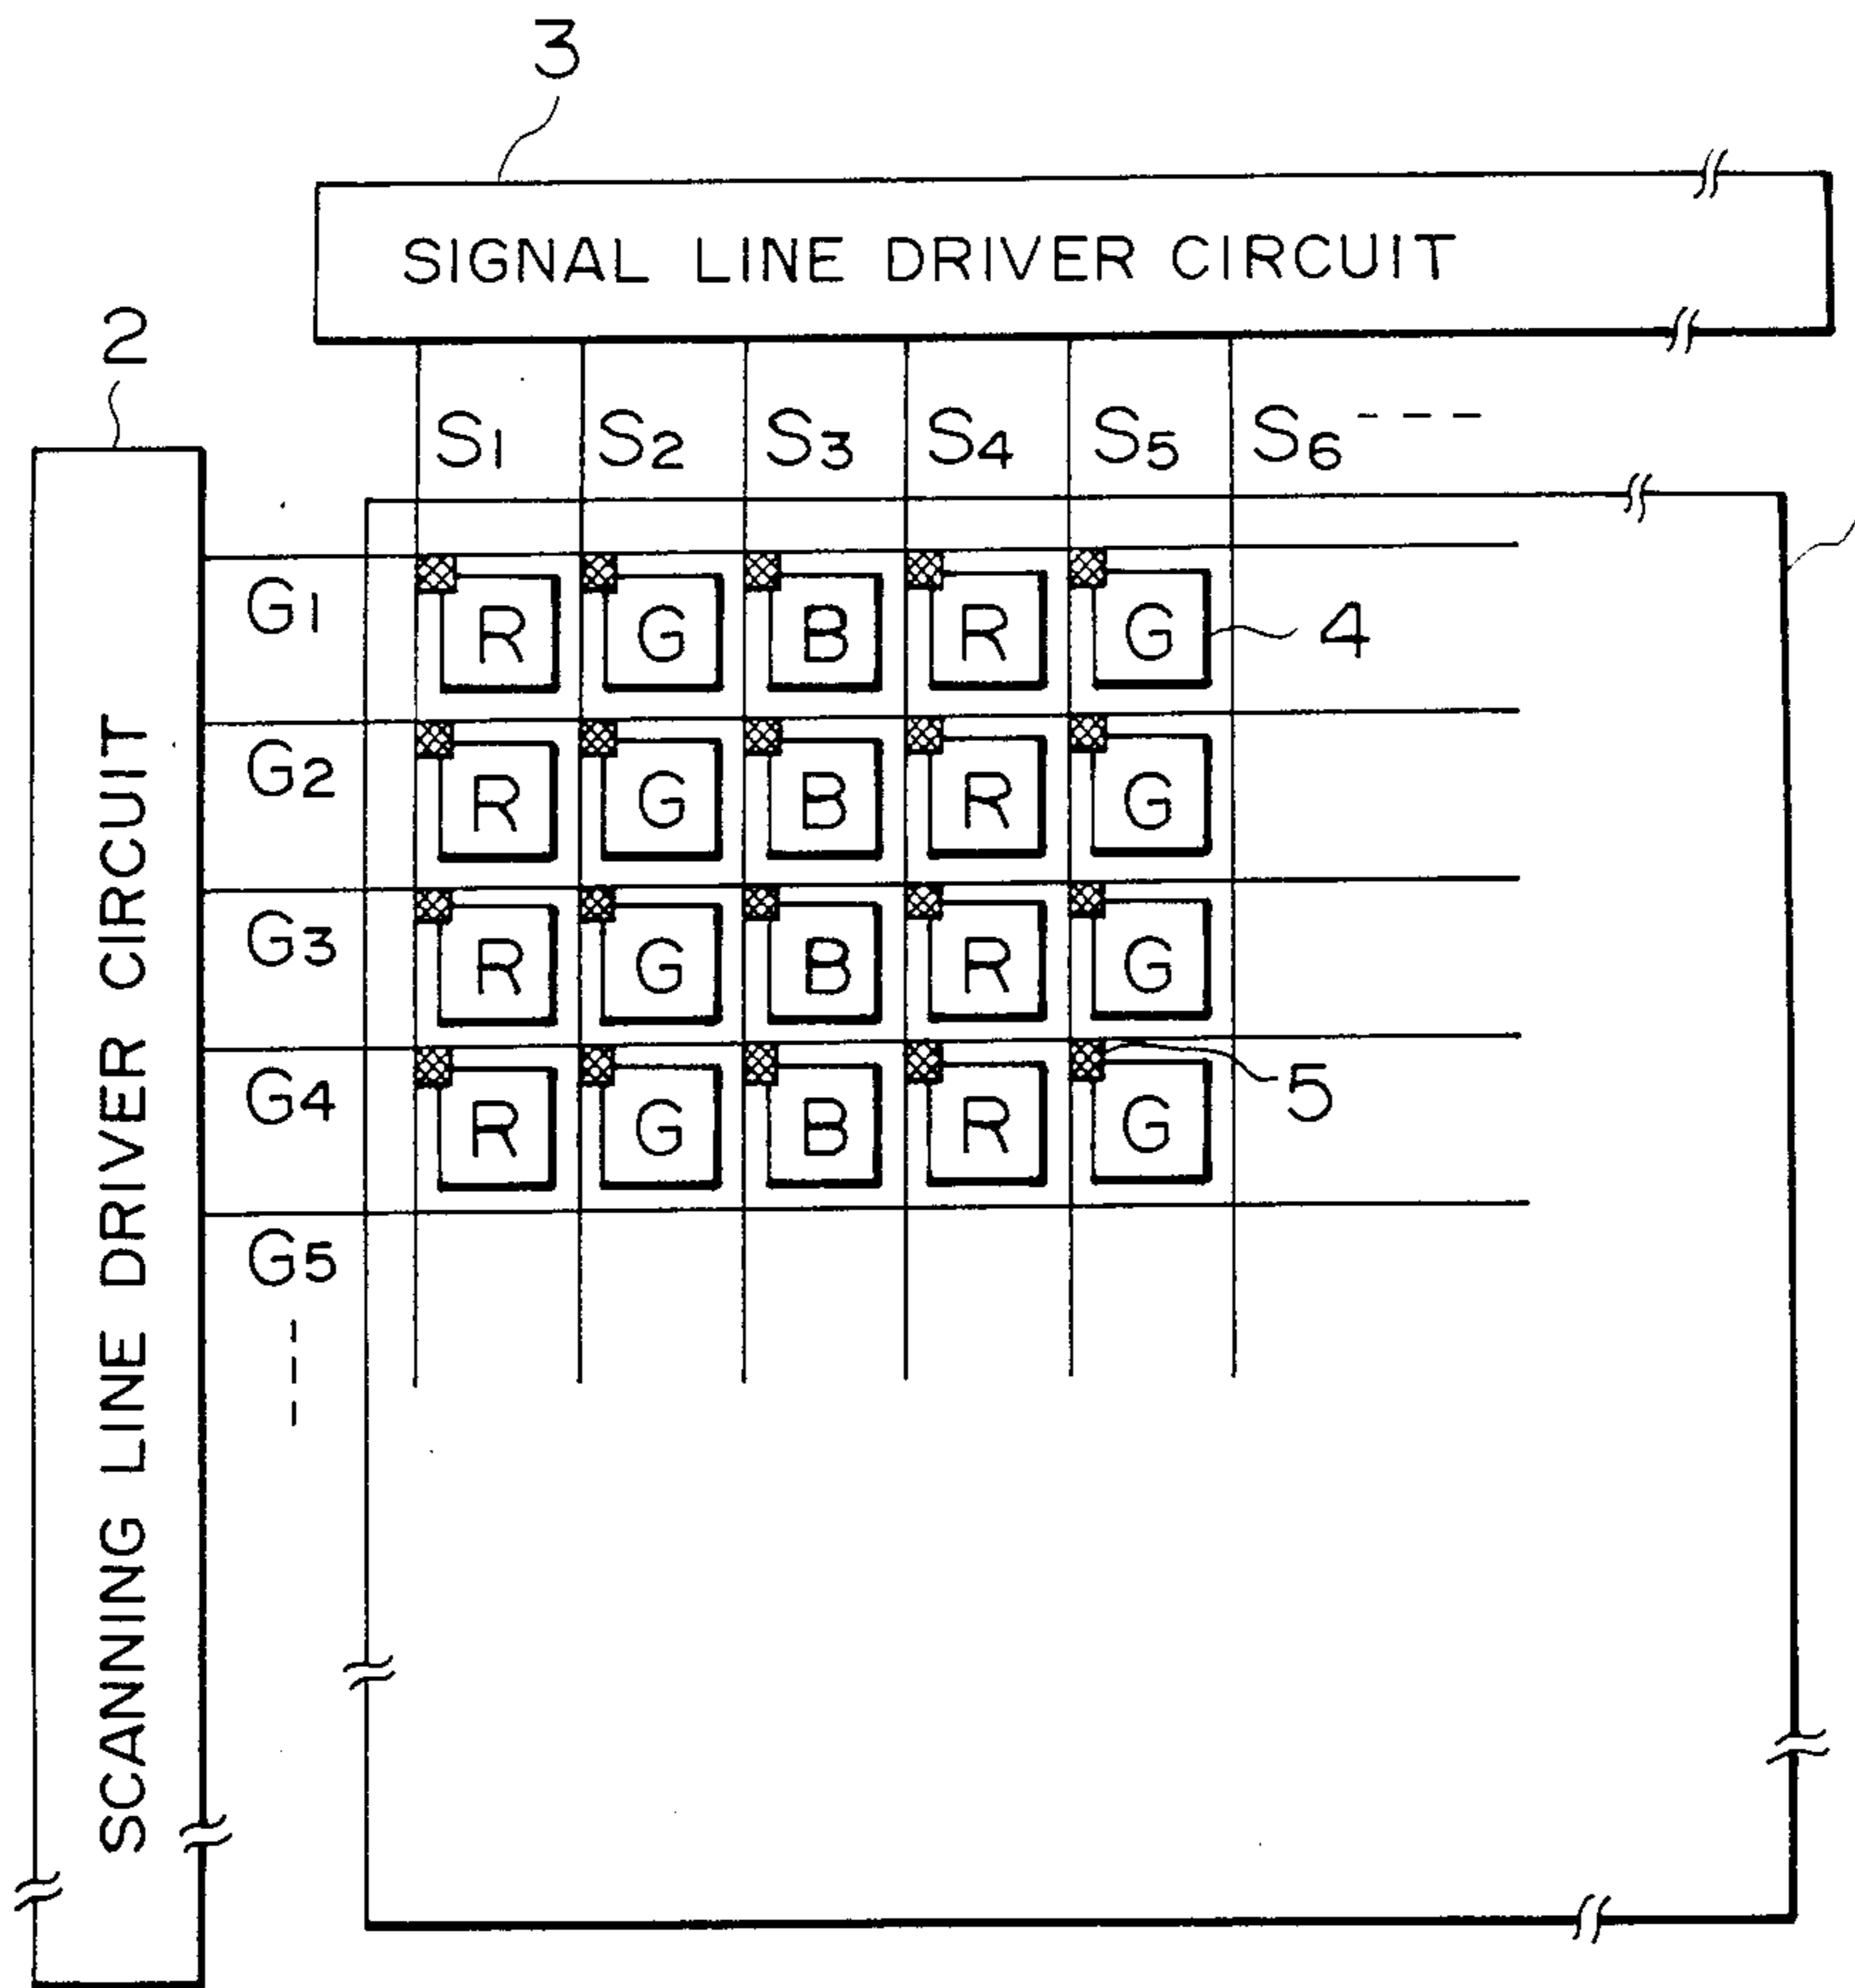 3
SIGNAL LINE DRIVER CIRCUIT
2
S1 S2 S3 S4 S5 S6 ---
SCANNING LINE DRIVER CIRCUIT
G1 R G B R G 4
G2 R G B R G
G3 R G B R G
G4 R G B R G 5
G5